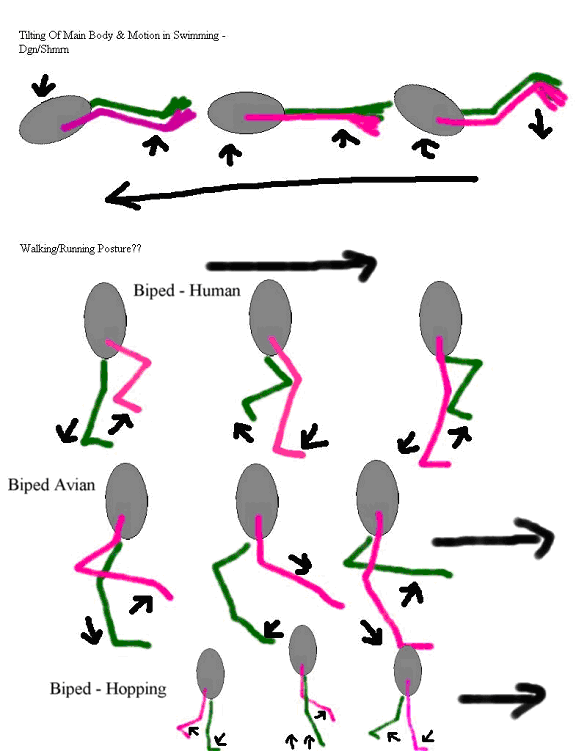 Tilting Of Main Body & Motion in Swimming -
Dgn/Shmrn
Walking/Running Posture??
Biped - Human
Biped Avian
Biped - Hopping